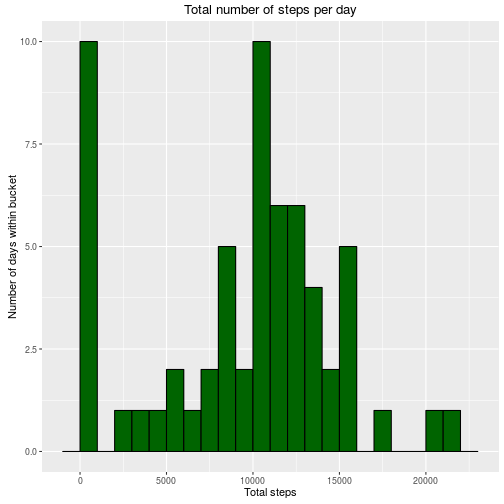 Total number of steps per day
10.0
7.5
5.0
2.5
0.0
Number of days within bucket
0 5000 10000 15000 20000
Total steps